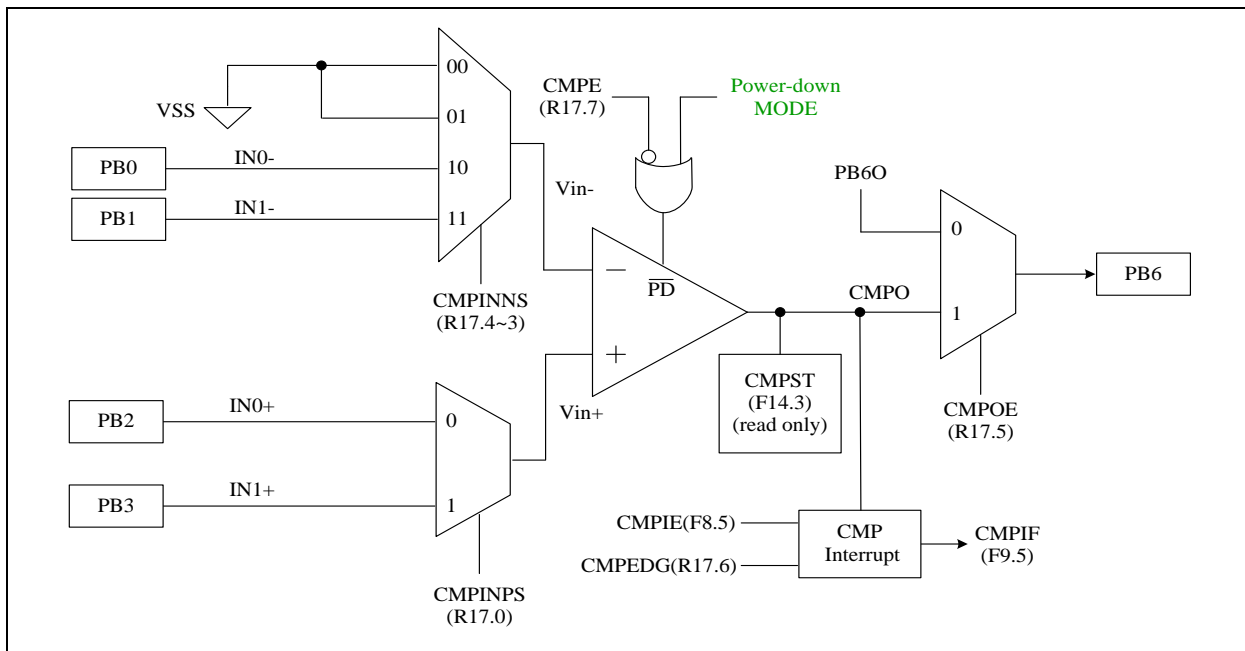 00
VSS
01
PB0
IN0-
10
PB1
IN1-
11
CMPINNS
(R17.4~3)
CMPE
(R17.7)
Power-down
MODE
Vin-
−
PD
+
Vin+
PB2
IN0+
0
PB3
IN1+
1
CMPINPS
(R17.0)
CMPO
CMPST
(F14.3)
(read only)
PB6O
0
1
PB6
CMPOE
(R17.5)
CMPIE(F8.5)
CMPEDG(R17.6)
CMP
Interrupt
CMPIF
(F9.5)